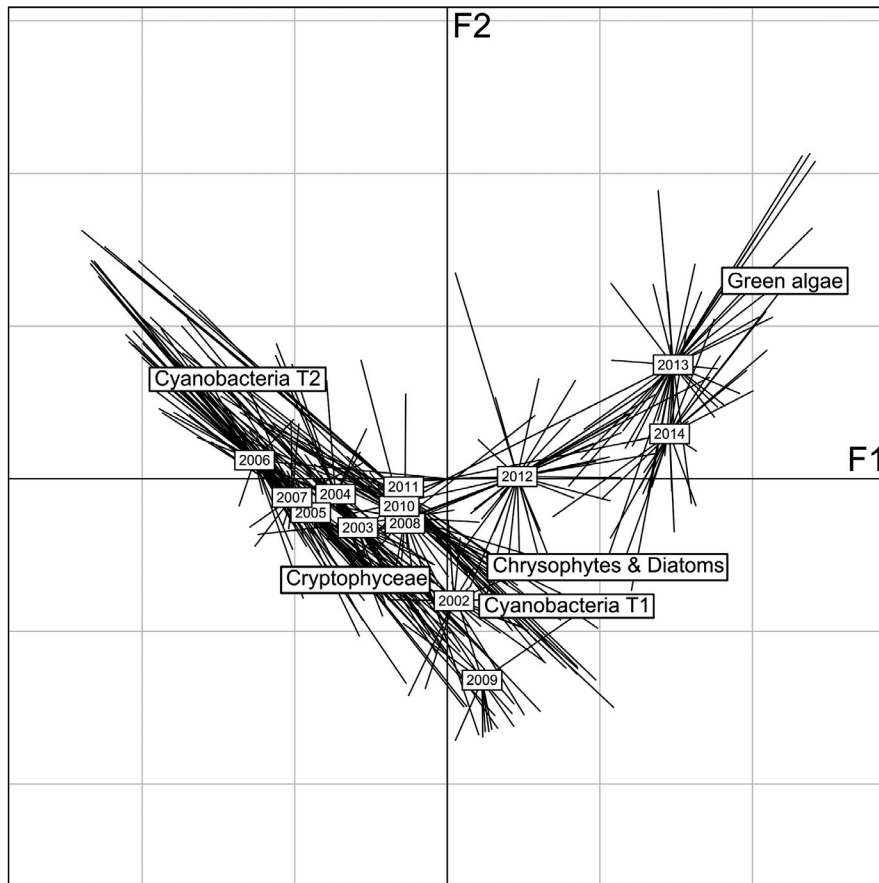 F2
Green algae
2013
Cyanobacteria T2
2014
F1
2006
2012
2011
2007
2004
2010
2005
2003
2008
Chrysophytes & Diatoms
Cryptophyceae
2002
Cyanobacteria T1
2009